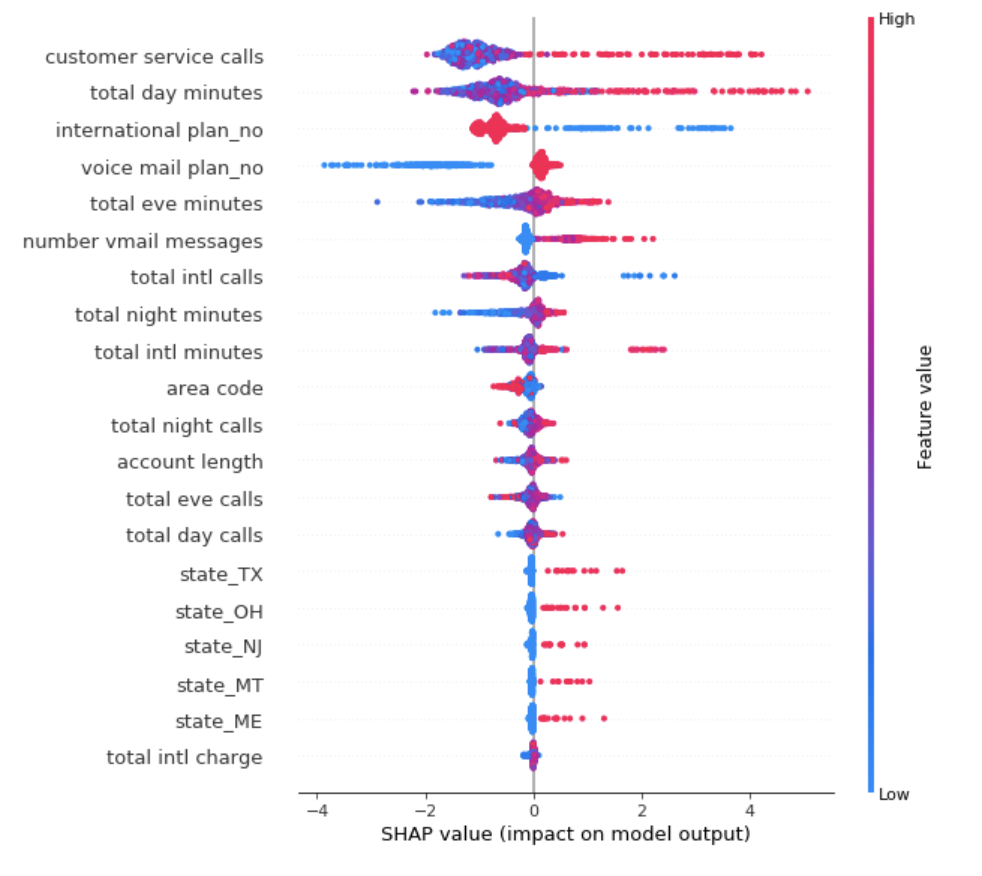 High
customer service calls
total day minutes
international plan_no
voice mail plan_no
total eve minutes
number vmail messages
total intl calls
total night minutes
total intl minutes
area code
total night calls
account length
total eve calls
total day calls
state_TX
state_OH
state_NJ
state_MT
state_ME
total intl charge
Feature value
Low
−4 −2 0 2 4
SHAP value (impact on model output)